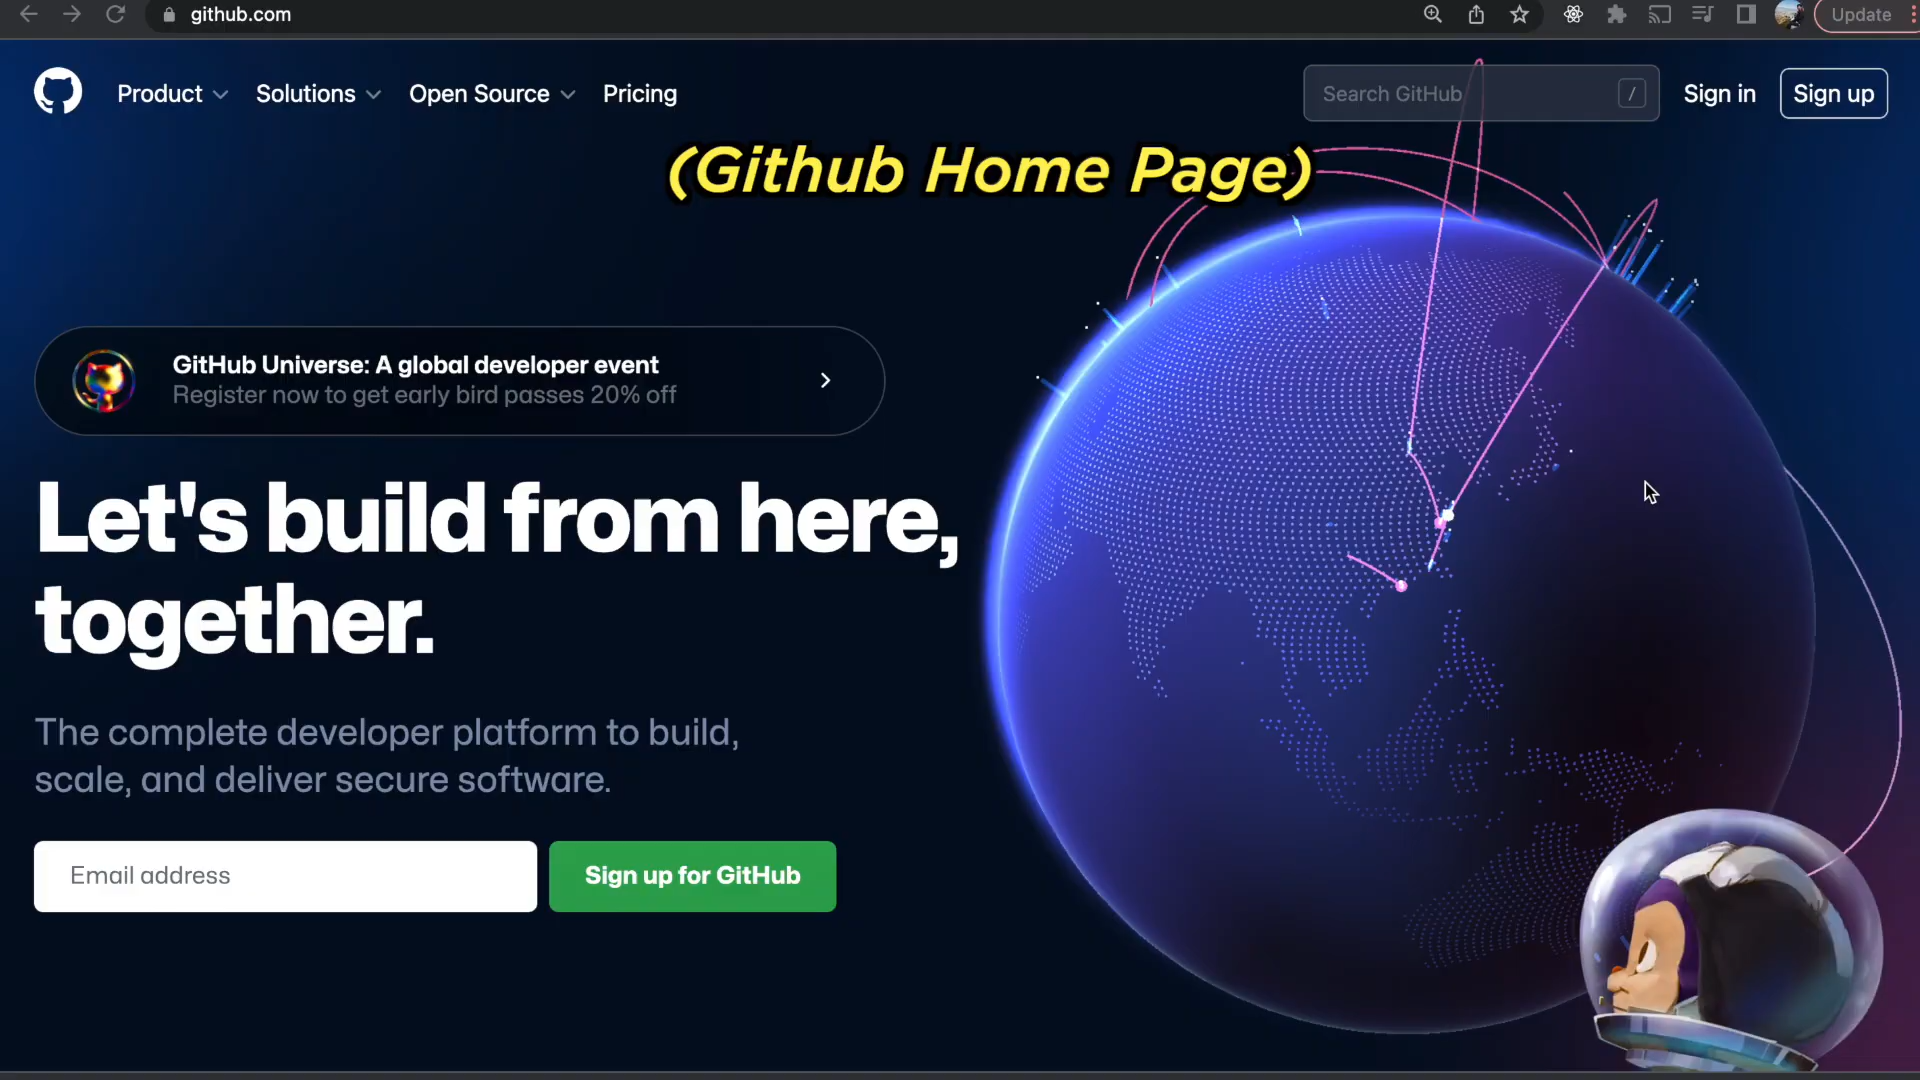 github.com
Update
Product
Solutions
Open Source
Pricing
Search GitHub
/
Sign in
Sign up
(Github Home Page)
GitHub Universe: A global developer event
Register now to get early bird passes 20% off
Let's build from here,
together.
The complete developer platform to build,
scale, and deliver secure software.
Email address
Sign up for GitHub